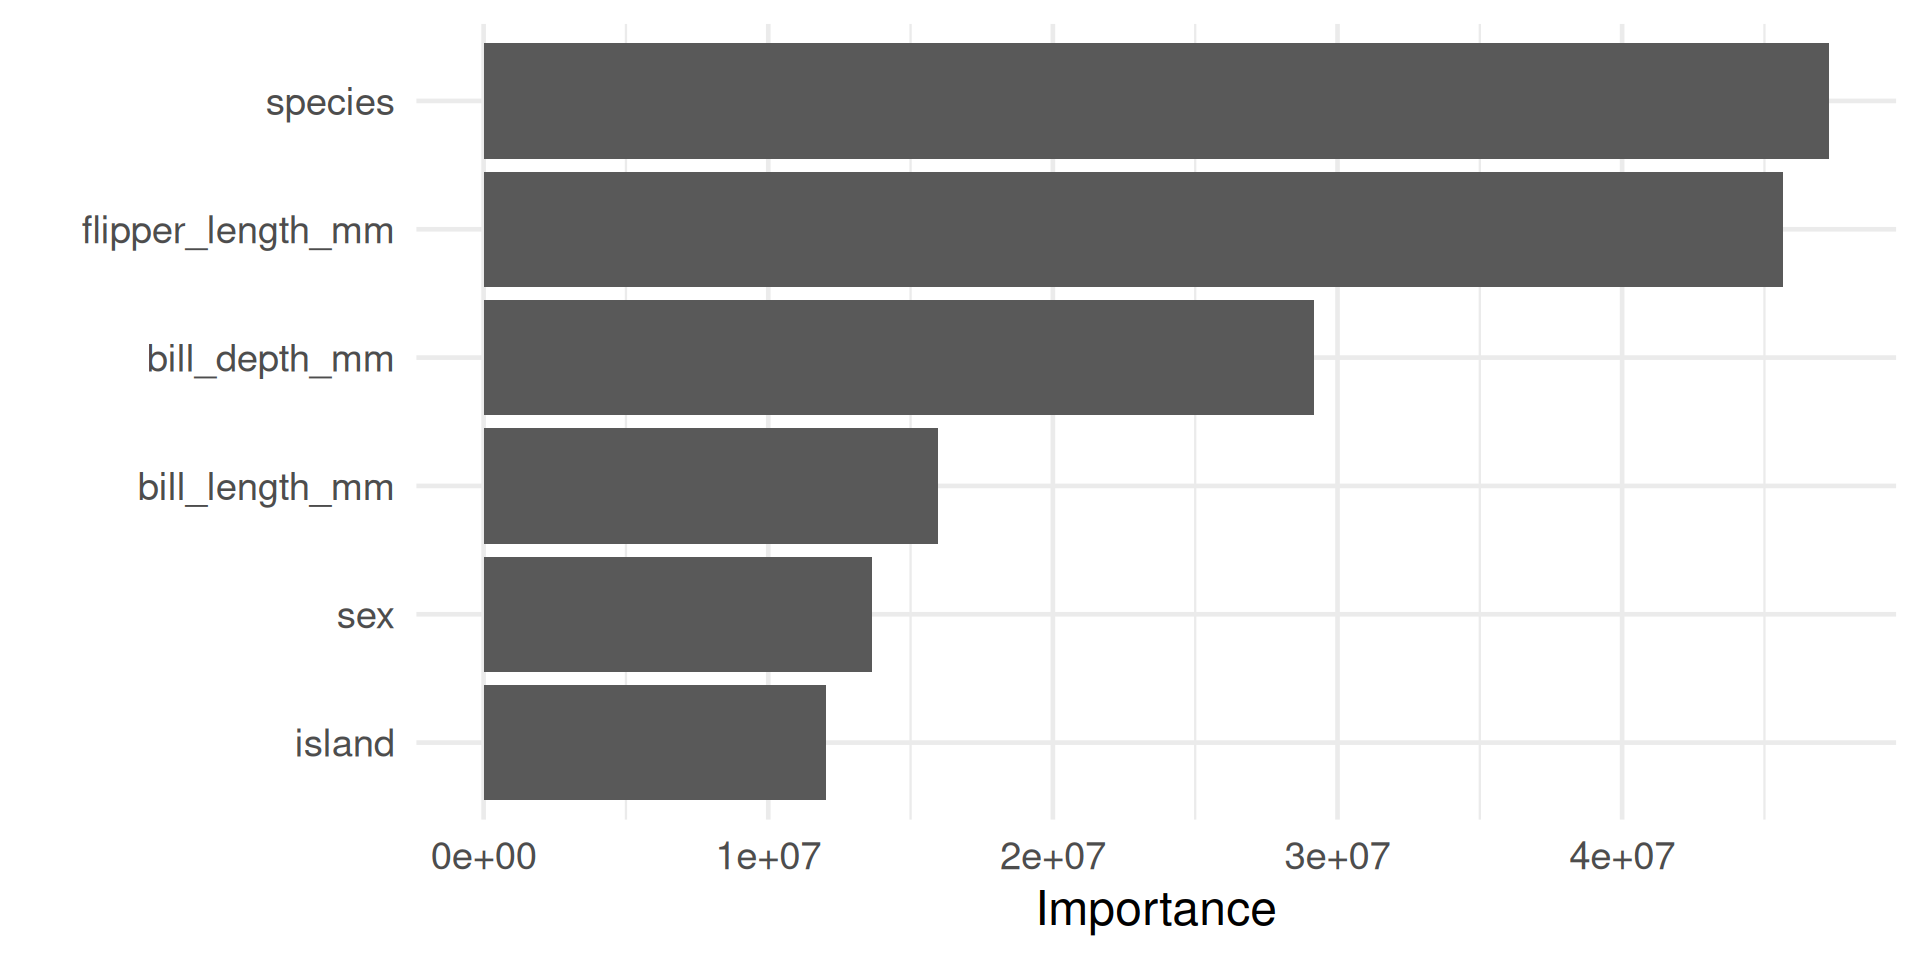 species
flipper_length_mm
bill_depth_mm
bill_length_mm
sex
island
0e+00 1e+07 2e+07 3e+07 4e+07
Importance